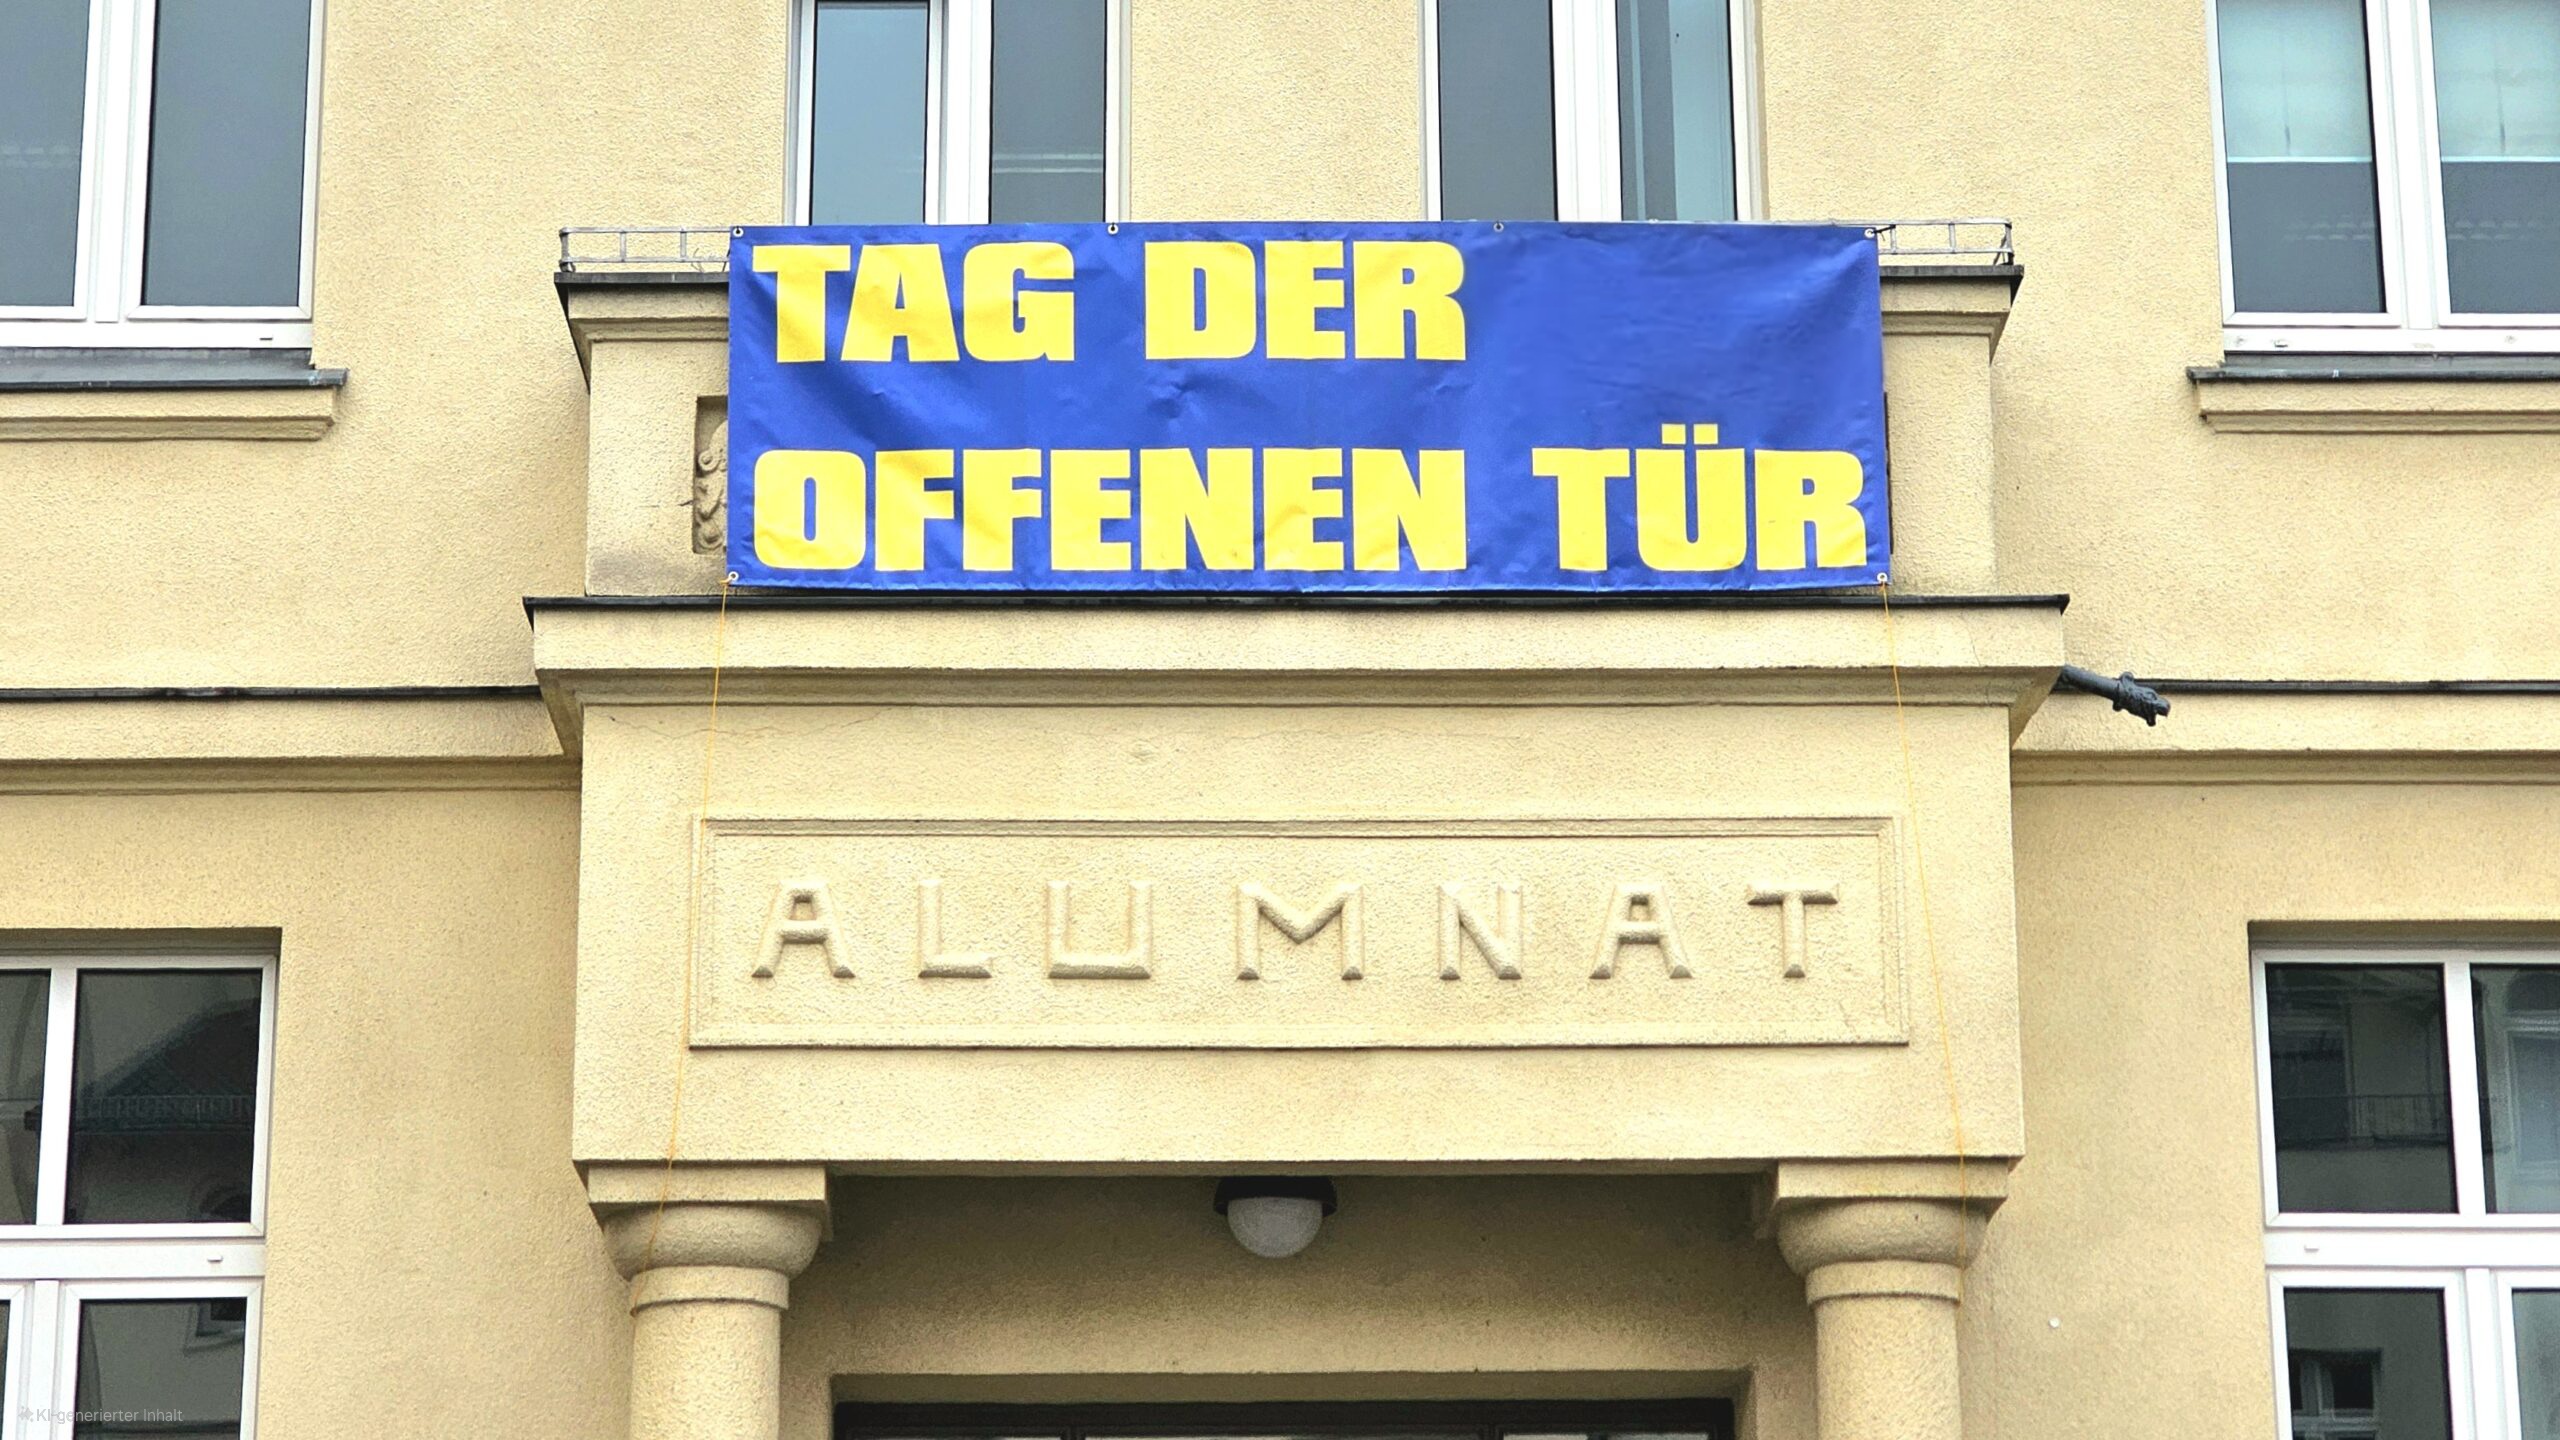 TAG DER
OFFENEN TÜR
ALUMNAT
KI-generierter Inhalt